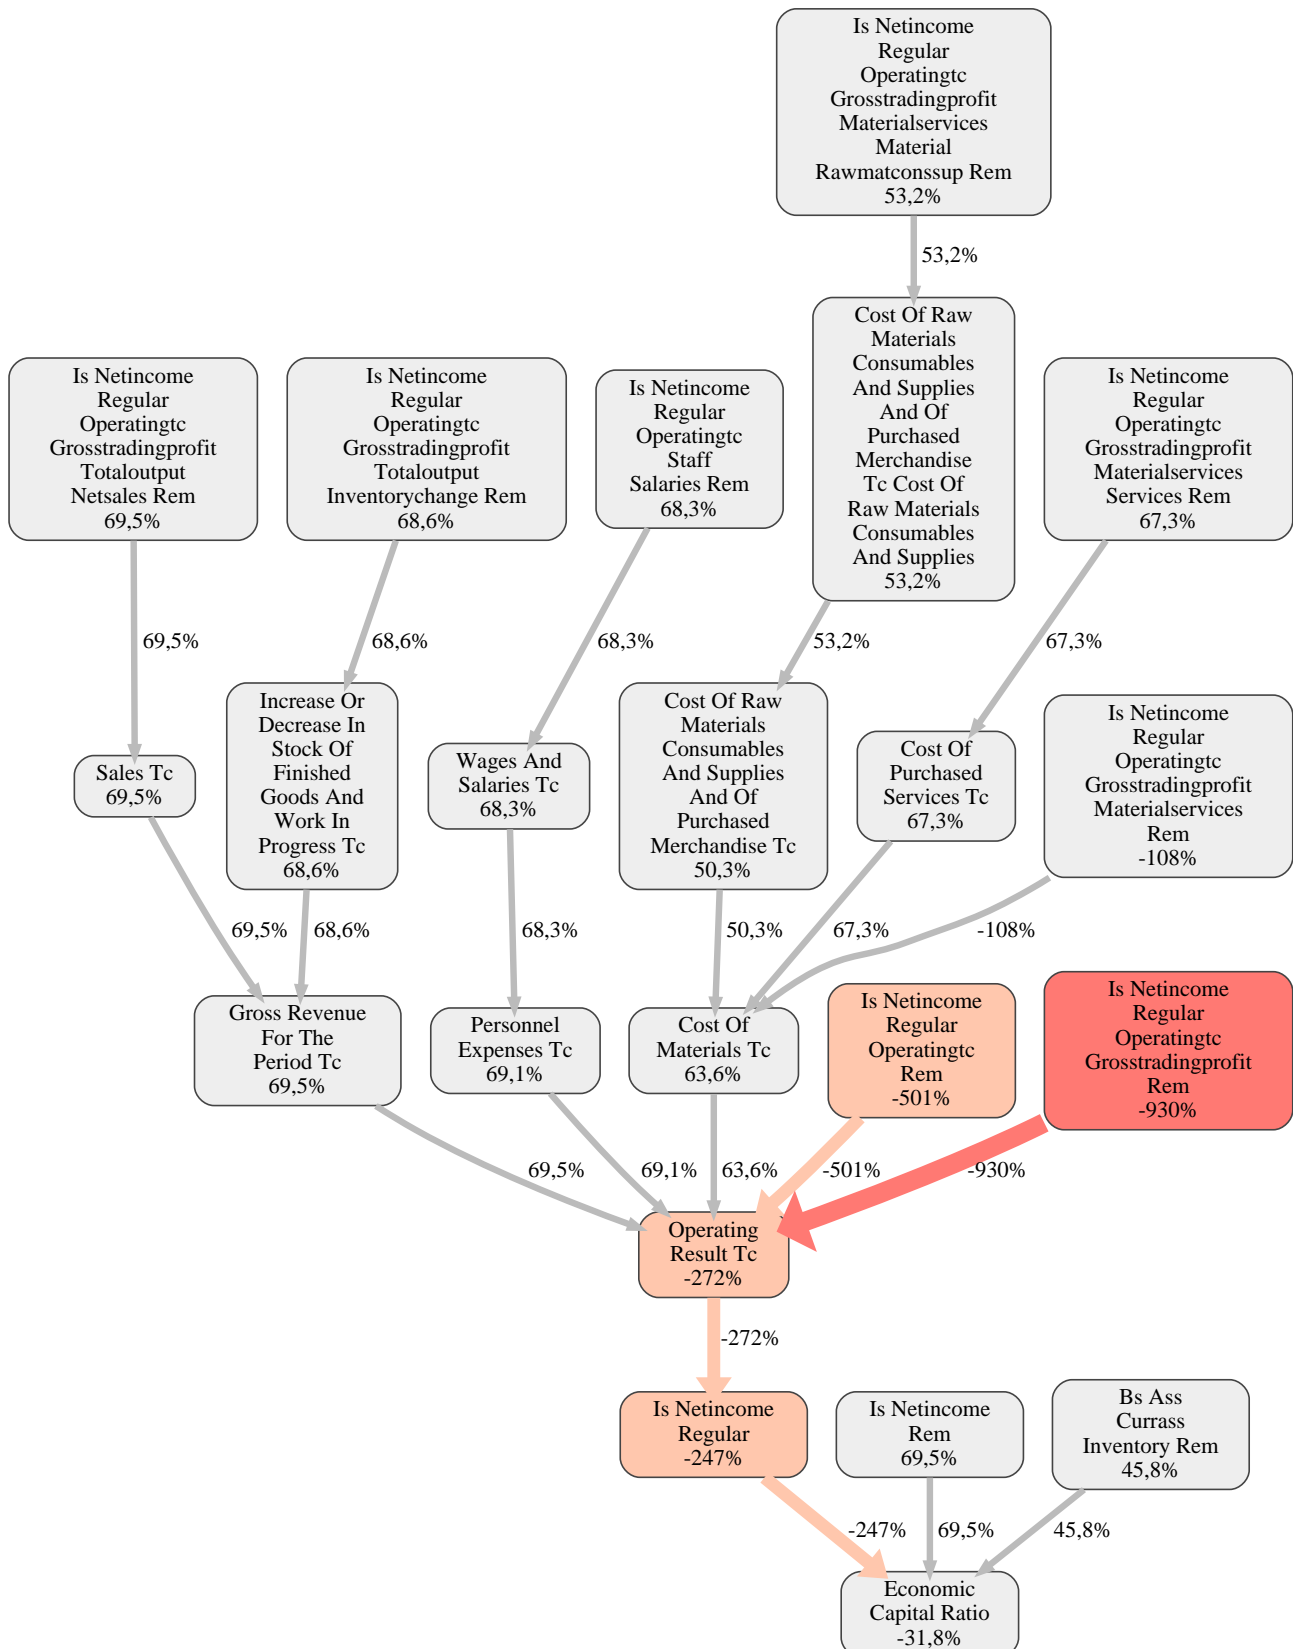 Is Netincome
Regular
Operatingtc
Grosstradingprofit
Materialservices
Material
Rawmatconssup Rem
53,2%
53,2%
Is Netincome
Regular
Operatingtc
Grosstradingprofit
Totaloutput
Netsales Rem
69,5%
Is Netincome
Regular
Operatingtc
Grosstradingprofit
Totaloutput
Inventorychange Rem
68,6%
Is Netincome
Regular
Operatingtc
Staff
Salaries Rem
68,3%
Cost Of Raw
Materials
Consumables
And Supplies
And Of
Purchased
Merchandise
Tc Cost Of
Raw Materials
Consumables
And Supplies
53,2%
Is Netincome
Regular
Operatingtc
Grosstradingprofit
Materialservices
Services Rem
67,3%
69,5%
68,6%
68,3%
53,2%
67,3%
Sales Tc
69,5%
Increase Or
Decrease In
Stock Of
Finished
Goods And
Work In
Progress Tc
68,6%
Wages And
Salaries Tc
68,3%
Cost Of Raw
Materials
Consumables
And Supplies
And Of
Purchased
Merchandise Tc
50,3%
Cost Of
Purchased
Services Tc
67,3%
Is Netincome
Regular
Operatingtc
Grosstradingprofit
Materialservices
Rem
-108%
69,5%
68,6%
68,3%
50,3%
67,3%
-108%
Gross Revenue
For The
Period Tc
69,5%
Personnel
Expenses Tc
69,1%
Cost Of
Materials Tc
63,6%
Is Netincome
Regular
Operatingtc
Rem
-501%
Is Netincome
Regular
Operatingtc
Grosstradingprofit
Rem
-930%
69,5%
69,1%
63,6%
-501%
-930%
Operating
Result Tc
-272%
-272%
Is Netincome
Regular
-247%
Is Netincome
Rem
69,5%
Bs Ass
Currass
Inventory Rem
45,8%
-247%
69,5%
45,8%
Economic
Capital Ratio
-31,8%